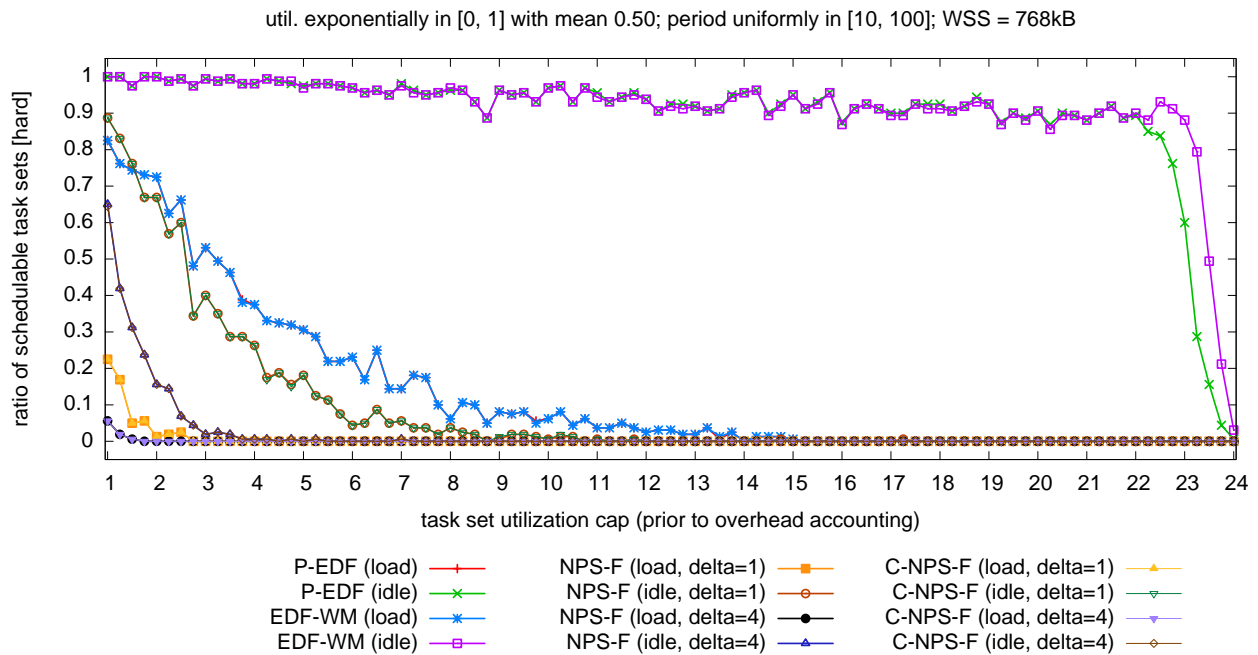 util. exponentially in [0, 1] with mean 0.50; period uniformly in [10, 100]; WSS = 768kB
ratio of schedulable task sets [hard]
1
0.9
0.8
0.7
0.6
0.5
0.4
0.3
0.2
0.1
0
1 2 3 4 5 6 7 8 9 10 11 12 13 14 15 16 17 18 19 20 21 22 23 24
task set utilization cap (prior to overhead accounting)
P-EDF (load) NPS-F (load, delta=1) C-NPS-F (load, delta=1)
P-EDF (idle) NPS-F (idle, delta=1) C-NPS-F (idle, delta=1)
EDF-WM (load) NPS-F (load, delta=4) C-NPS-F (load, delta=4)
EDF-WM (idle) NPS-F (idle, delta=4) C-NPS-F (idle, delta=4)